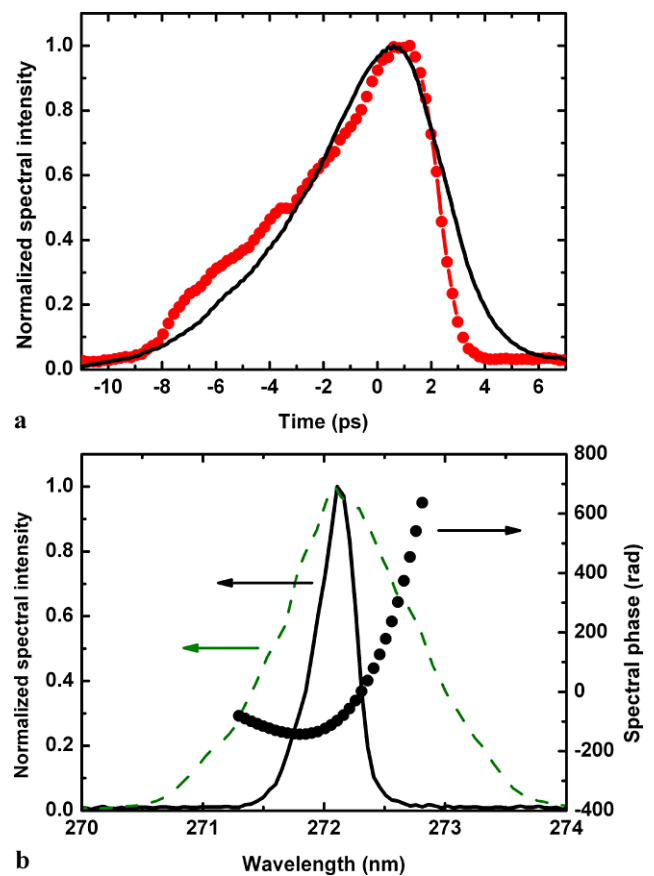 1.0
0.8
0.6
0.4
0.2
0.0
Normalized spectral intensity
-10 -8 -6 -4 -2 0 2 4 6
Time (ps)
a
1.0
0.8
0.6
0.4
0.2
0.0
Normalized spectral intensity
800
600
400
200
0
-200
-400
Spectral phase (rad)
270 271 272 273 274
Wavelength (nm)
b